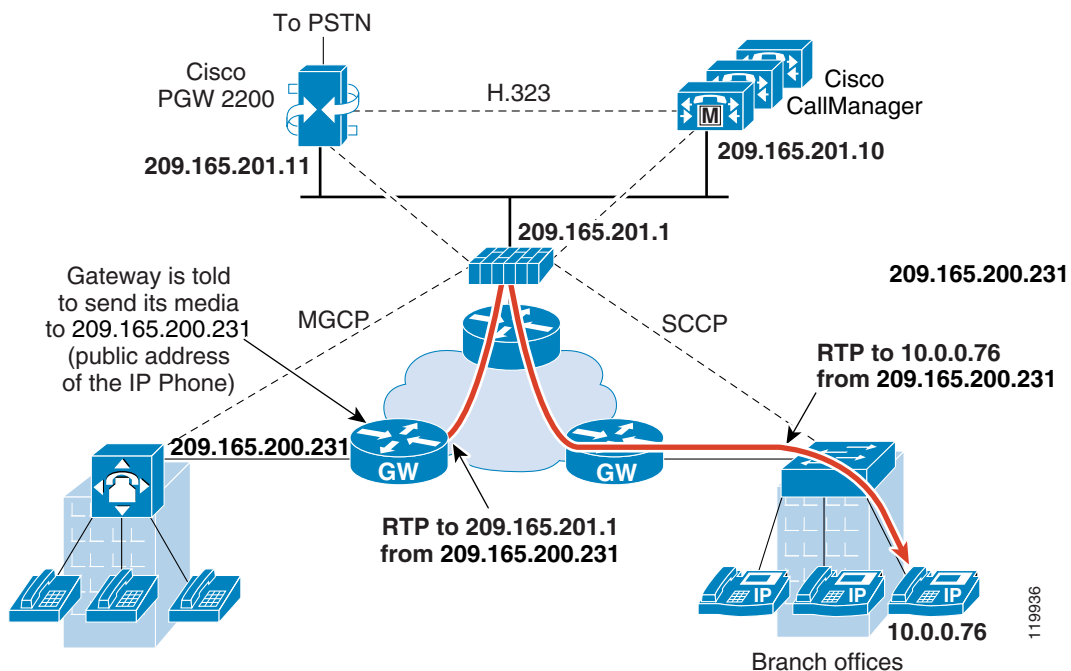 To PSTN
Cisco
PGW 2200
H.323
Cisco
CallManager
M
209.165.201.11
209.165.201.10
209.165.201.1
Gateway is told
to send its media
to 209.165.200.231
(public address
of the IP Phone)
MGCP
SCCP
209.165.200.231
RTP to 10.0.0.76
from 209.165.200.231
209.165.200.231
GW
GW
RTP to 209.165.201.1
from 209.165.200.231
IP
IP
IP
10.0.0.76
Branch offices
119936